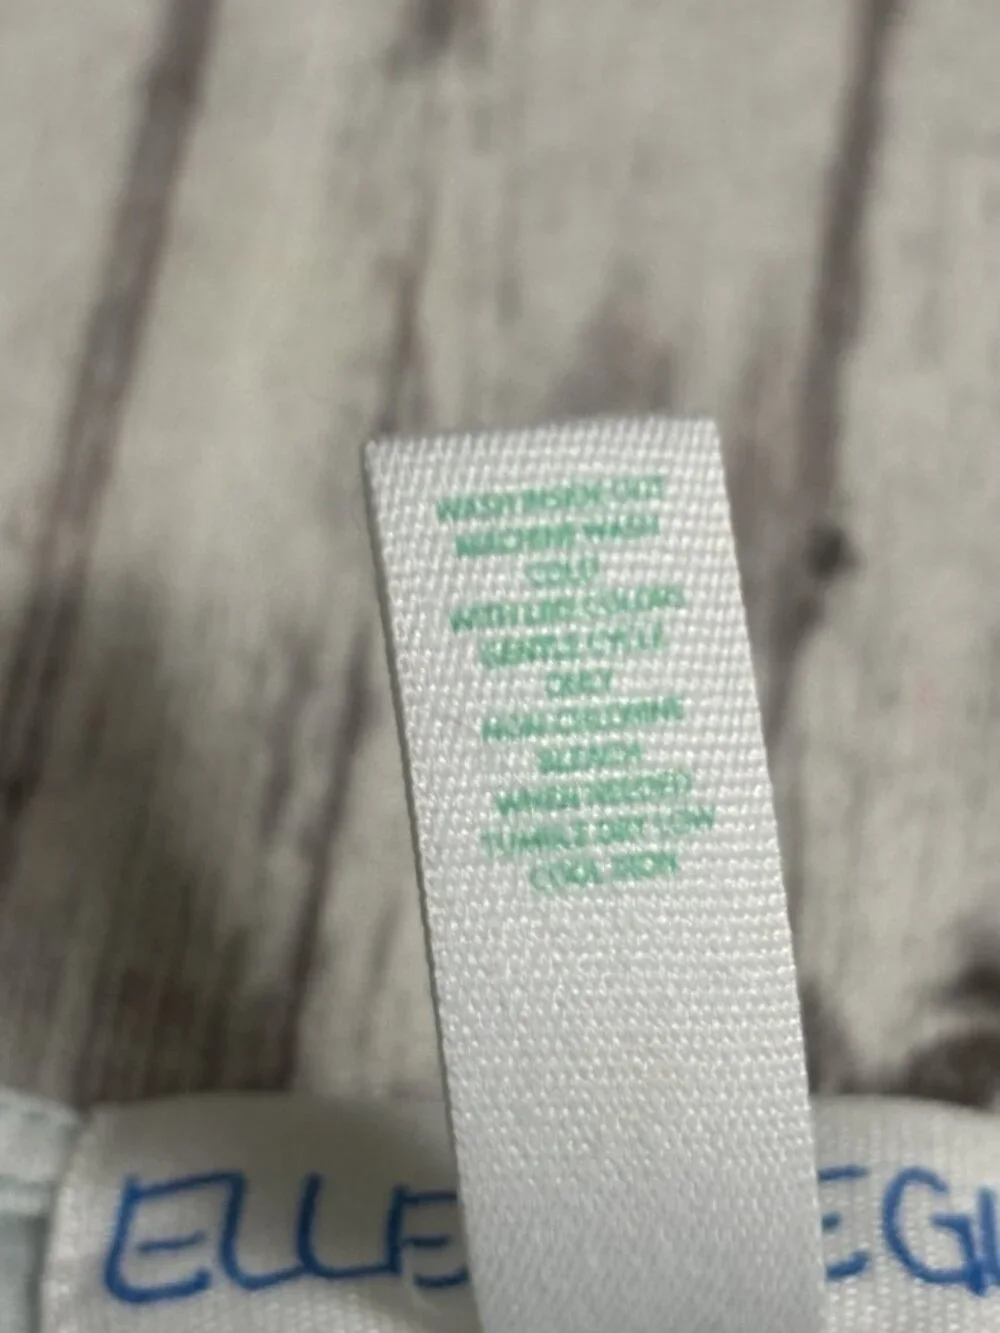 WASH INSIDE OUT
MACHINE WASH
COLD
WITH LIKE COLORS
GENTLE CYCLE
ONLY
NON-CHLORINE
BLEACH
WHEN NEEDED
TUMBLE DRY LOW
COOL IRON
ELLE